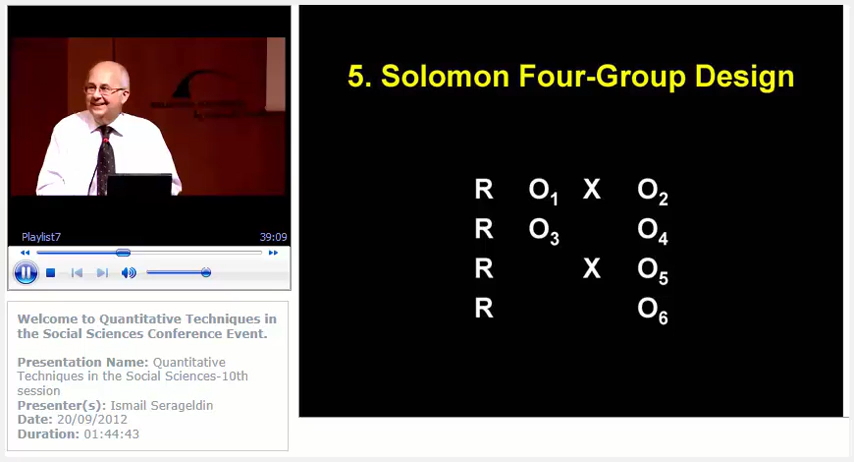 5. Solomon Four-Group Design
R O1 X O2
R O3 O4
R X O5
R O6
Playlist7 39:09
Welcome to Quantitative Techniques in
the Social Sciences Conference Event.
Presentation Name: Quantitative
Techniques in the Social Sciences-10th
session
Presenter(s): Ismail Serageldin
Date: 20/09/2012
Duration: 01:44:43